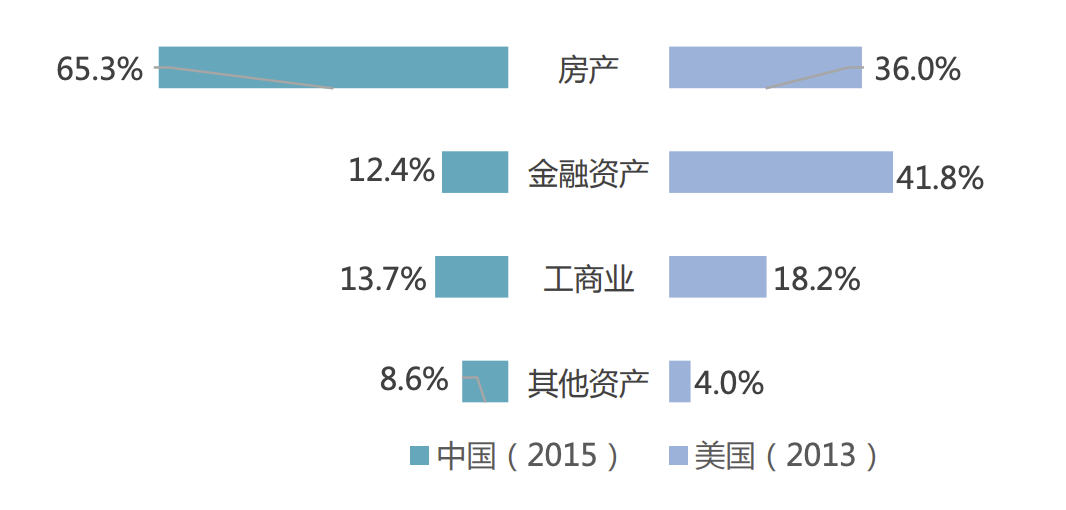 65.3% 房产 36.0%
12.4% 金融资产 41.8%
13.7% 工商业 18.2%
8.6% 其他资产 4.0%
中国（2015） 美国（2013）